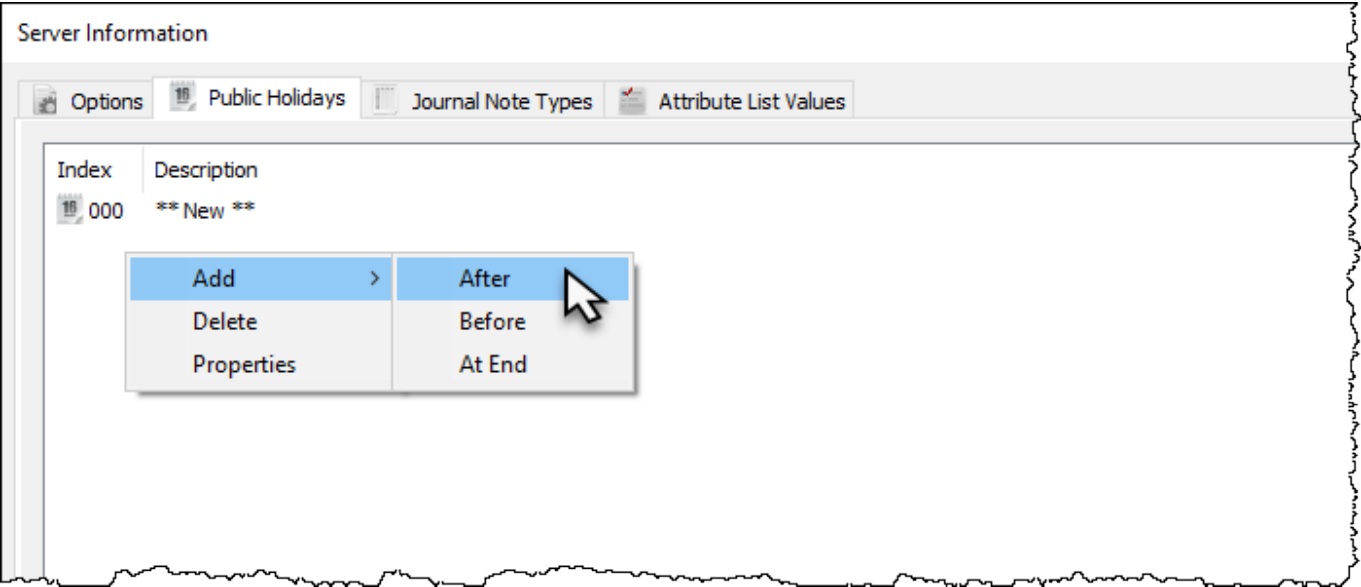 Server Information
Options Public Holidays Journal Note Types Attribute List Values
Index Description
16 000 ** New **
Add > After
Delete Before
Properties At End